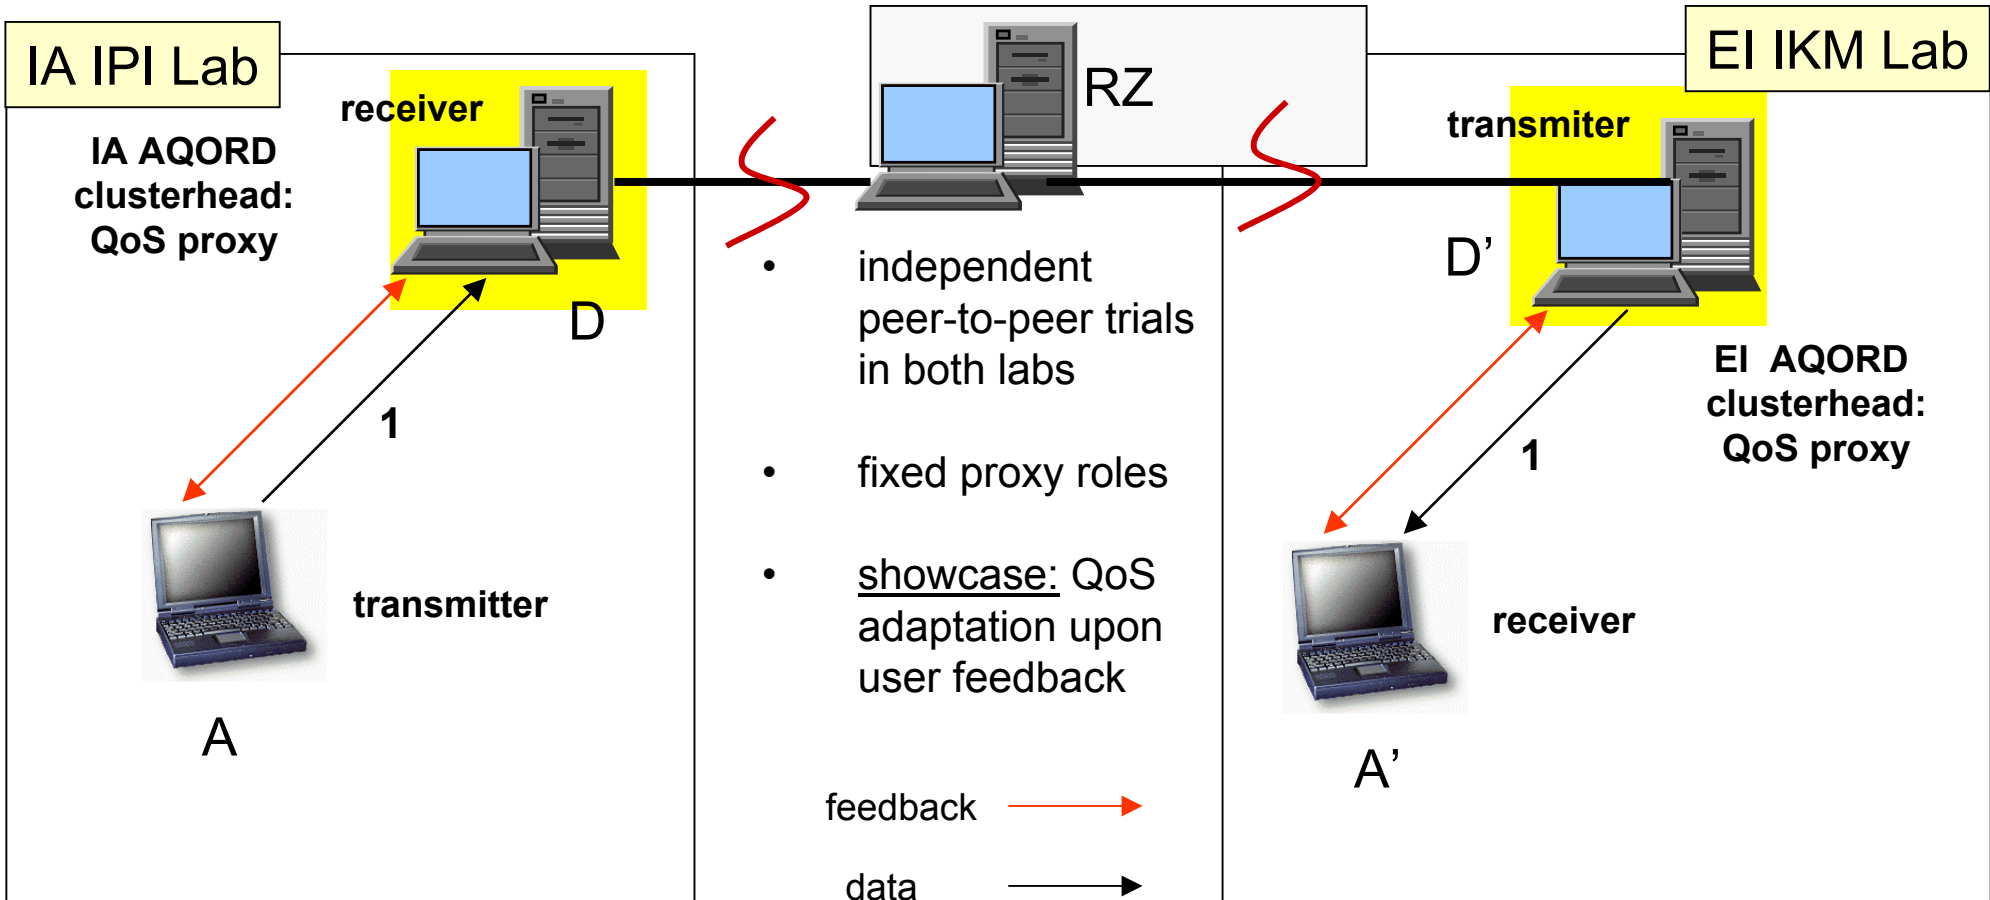 IA IPI Lab
receiver
IA AQORD
clusterhead:
QoS proxy
D
1
transmitter
A
RZ
• independent
peer-to-peer trials
in both labs
• fixed proxy roles
• showcase: QoS
adaptation upon
user feedback
feedback
data
EI IKM Lab
transmiter
D’
EI AQORD
clusterhead:
QoS proxy
1
receiver
A’